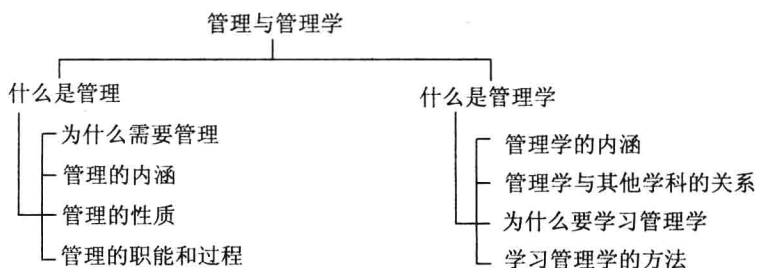 管理与管理学
什么是管理
为什么需要管理
管理的内涵
管理的性质
管理的职能和过程
什么是管理学
管理学的内涵
管理学与其他学科的关系
为什么要学习管理学
学习管理学的方法